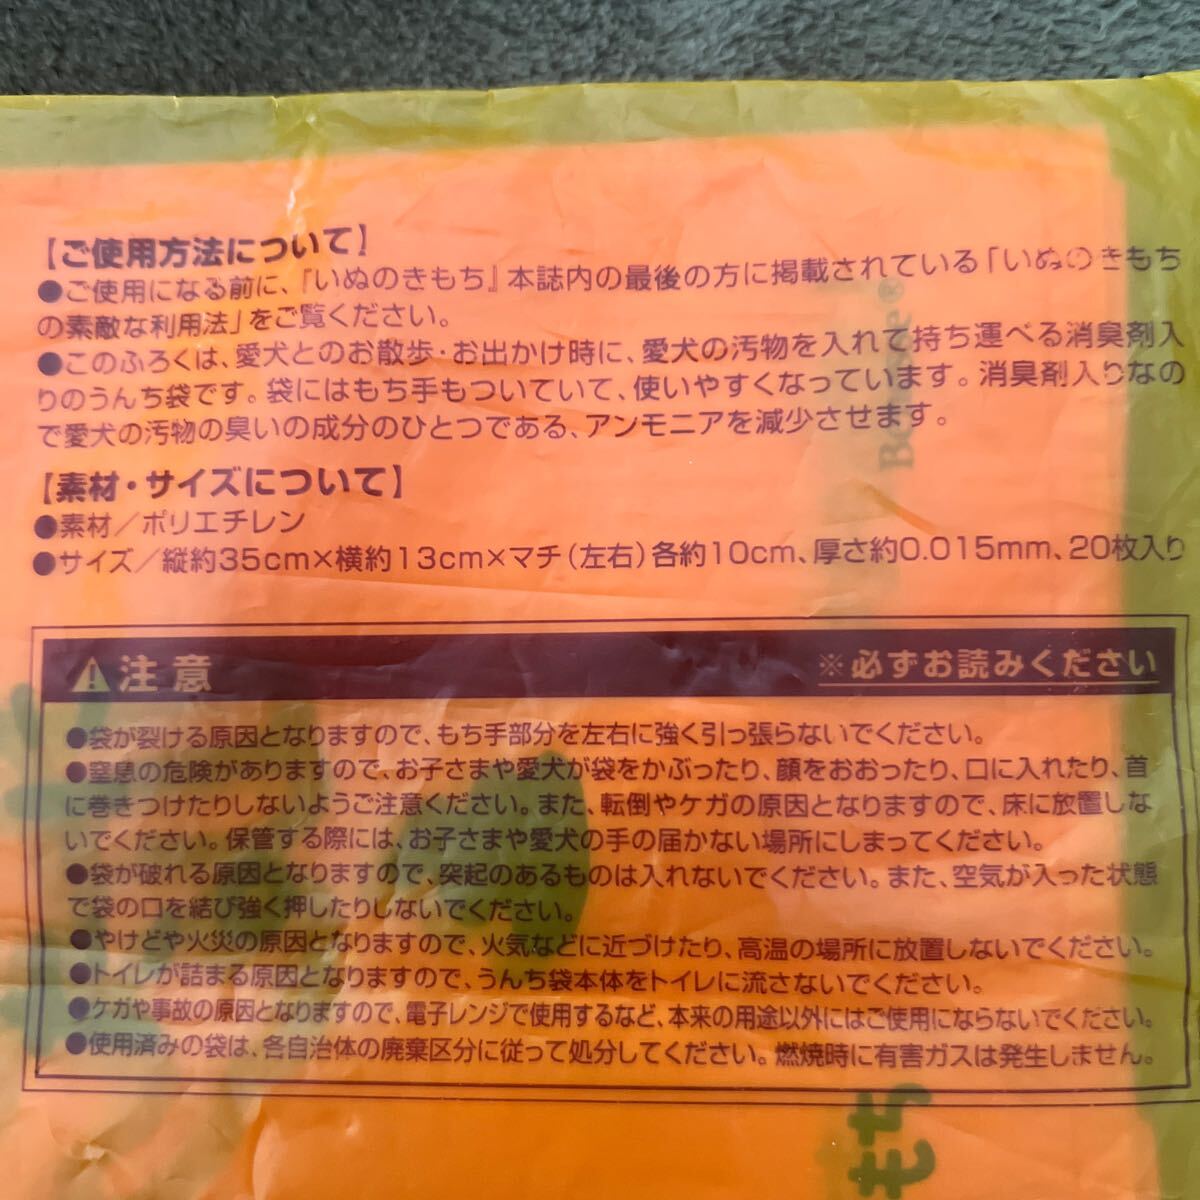 【ご使用方法について】
●ご使用になる前に、『いぬのきもち』本誌内の最後の方に掲載されている「いぬのきもち
の素敵な利用法」をご覧ください。
●このふろくは、愛犬とのお散歩・お出かけ時に、愛犬の汚物を入れて持ち運べる消臭剤入
りのうんち袋です。袋にはもち手もついていて、使いやすくなっています。消臭剤入りなの
で愛犬の汚物の臭いの成分のひとつである、アンモニアを減少させます。
【素材・サイズについて】
●素材／ポリエチレン
●サイズ／縦約35cm×横約13cm×マチ(左右)各約10cm、厚さ約0.015mm、20枚入り
注意 ※必ずお読みください
●袋が裂ける原因となりますので、もち手部分を左右に強く引っ張らないでください。
●窒息の危険がありますので、お子さまや愛犬が袋をかぶったり、顔をおおったり、口に入れたり、首
に巻きつけたりしないようご注意ください。また、転倒やケガの原因となりますので、床に放置しな
いでください。保管する際には、お子さまや愛犬の手の届かない場所にしまってください。
●袋が破れる原因となりますので、突起のあるものは入れないでください。また、空気が入った状態
で袋の口を結び強く押したりしないでください。
●やけどや火災の原因となりますので、火気などに近づけたり、高温の場所に放置しないでください。
●トイレが詰まる原因となりますので、うんち袋本体をトイレに流さないでください。
●ケガや事故の原因となりますので、電子レンジで使用するなど、本来の用途以外にはご使用にならないでください。
●使用済みの袋は、各自治体の廃棄区分に従って処分してください。燃焼時に有害ガスは発生しません。
もち